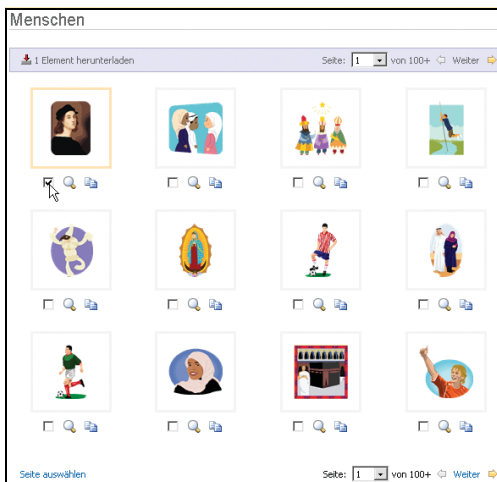 Menschen
1 Element herunterladen Seite: 1 von 100+ Weiter
Seite auswählen Seite: 1 von 100+ Weiter